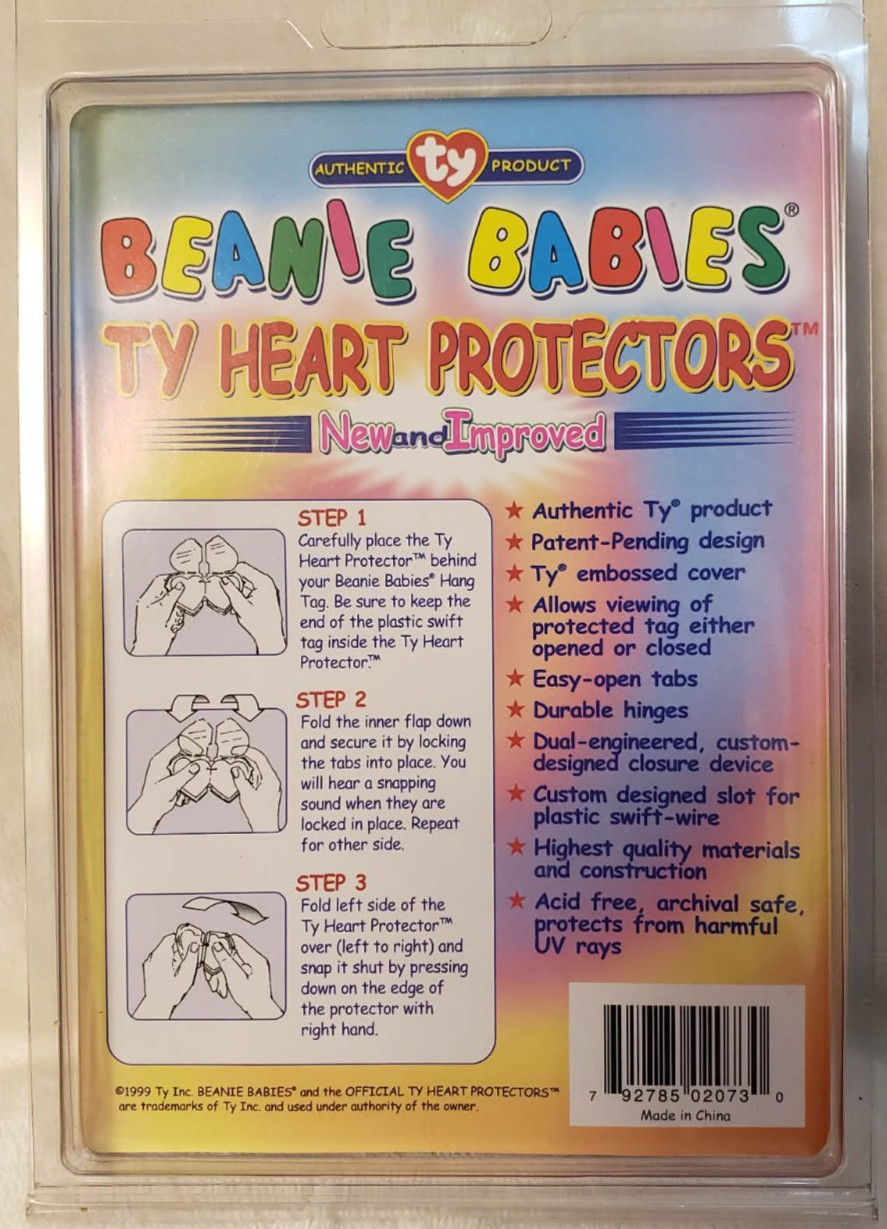 AUTHENTIC ty PRODUCT
BEANIE BABIES®
TY HEART PROTECTORS™
New and Improved
STEP 1
Carefully place the Ty
Heart Protector™ behind
your Beanie Babies® Hang
Tag. Be sure to keep the
end of the plastic swift
tag inside the Ty Heart
Protector.™
STEP 2
Fold the inner flap down
and secure it by locking
the tabs into place. You
will hear a snapping
sound when they are
locked in place. Repeat
for other side.
STEP 3
Fold left side of the
Ty Heart Protector™
over (left to right) and
snap it shut by pressing
down on the edge of
the protector with
right hand.
★ Authentic Ty® product
★ Patent-Pending design
★ Ty® embossed cover
★ Allows viewing of
protected tag either
opened or closed
★ Easy-open tabs
★ Durable hinges
★ Dual-engineered, custom-
designed closure device
★ Custom designed slot for
plastic swift-wire
★ Highest quality materials
and construction
★ Acid free, archival safe,
protects from harmful
UV rays
©1999 Ty Inc. BEANIE BABIES® and the OFFICIAL TY HEART PROTECTORS™
are trademarks of Ty Inc. and used under authority of the owner.
7 92785 02073 0
Made in China